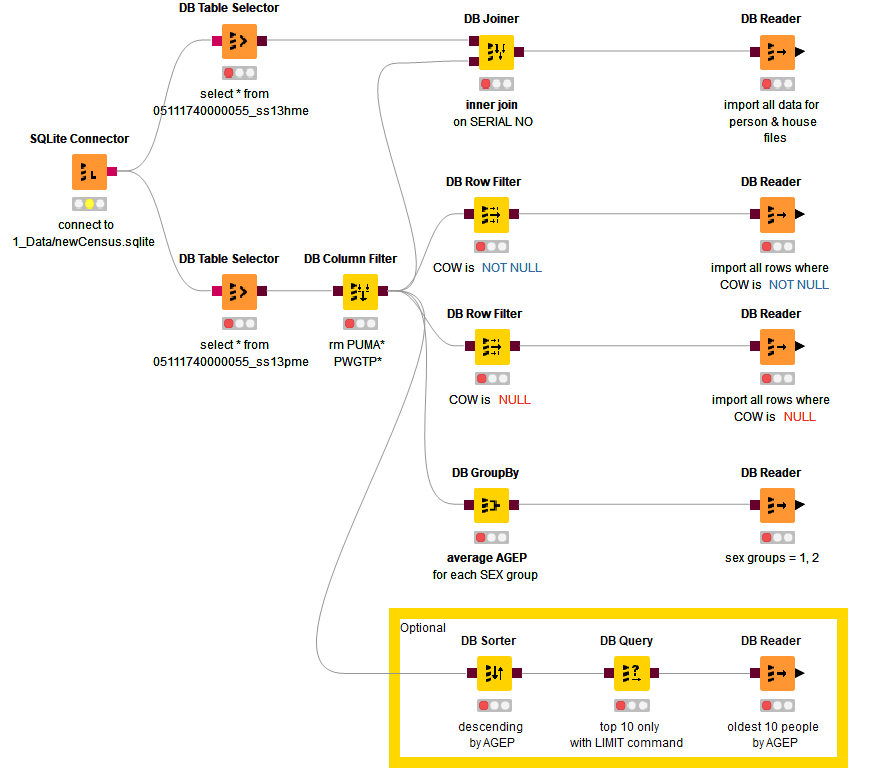 DB Table Selector
select * from
05111740000055_ss13hme
DB Joiner
inner join
on SERIAL NO
DB Reader
import all data for
person & house
files
SQLite Connector
connect to
1_Data/newCensus.sqlite
DB Row Filter
COW is NOT NULL
DB Reader
import all rows where
COW is NOT NULL
DB Table Selector
select * from
05111740000055_ss13pme
DB Column Filter
rm PUMA*
PWGTP*
DB Row Filter
COW is NULL
DB Reader
import all rows where
COW is NULL
DB GroupBy
average AGEP
for each SEX group
DB Reader
sex groups = 1, 2
Optional
DB Sorter
descending
by AGEP
DB Query
top 10 only
with LIMIT command
DB Reader
oldest 10 people
by AGEP